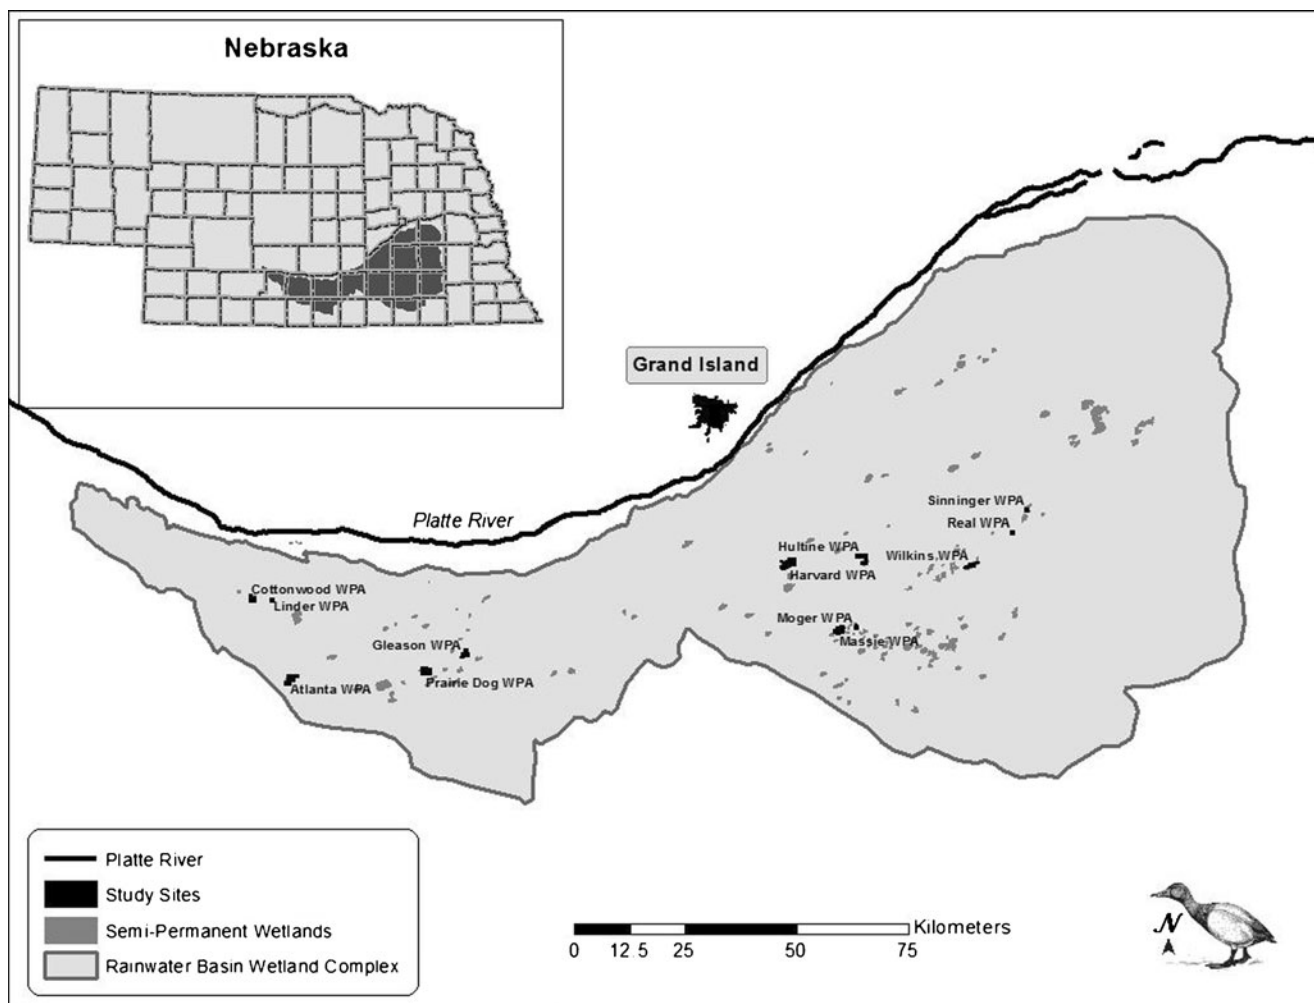 Nebraska
Grand Island
Platte River
Sinninger WPA
Real WPA
Hultine WPA
Wilkins WPA
Harvard WPA
Cottonwood WPA
Linder WPA
Moger WPA
Massie WPA
Gleason WPA
Prairie Dog WPA
Atlanta WPA
Platte River
Study Sites
Semi-Permanent Wetlands
Rainwater Basin Wetland Complex
Kilometers
0 12.5 25 50 75
N